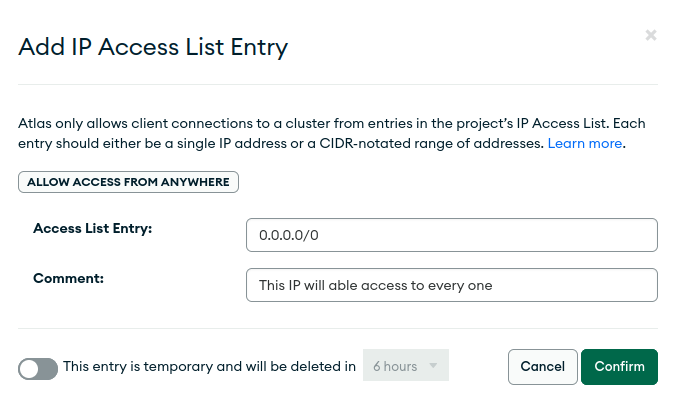 Add IP Access List Entry
Atlas only allows client connections to a cluster from entries in the project's IP Access List. Each
entry should either be a single IP address or a CIDR-notated range of addresses. Learn more.
ALLOW ACCESS FROM ANYWHERE
Access List Entry: 0.0.0.0/0
Comment: This IP will able access to every one
This entry is temporary and will be deleted in 6 hours Cancel Confirm